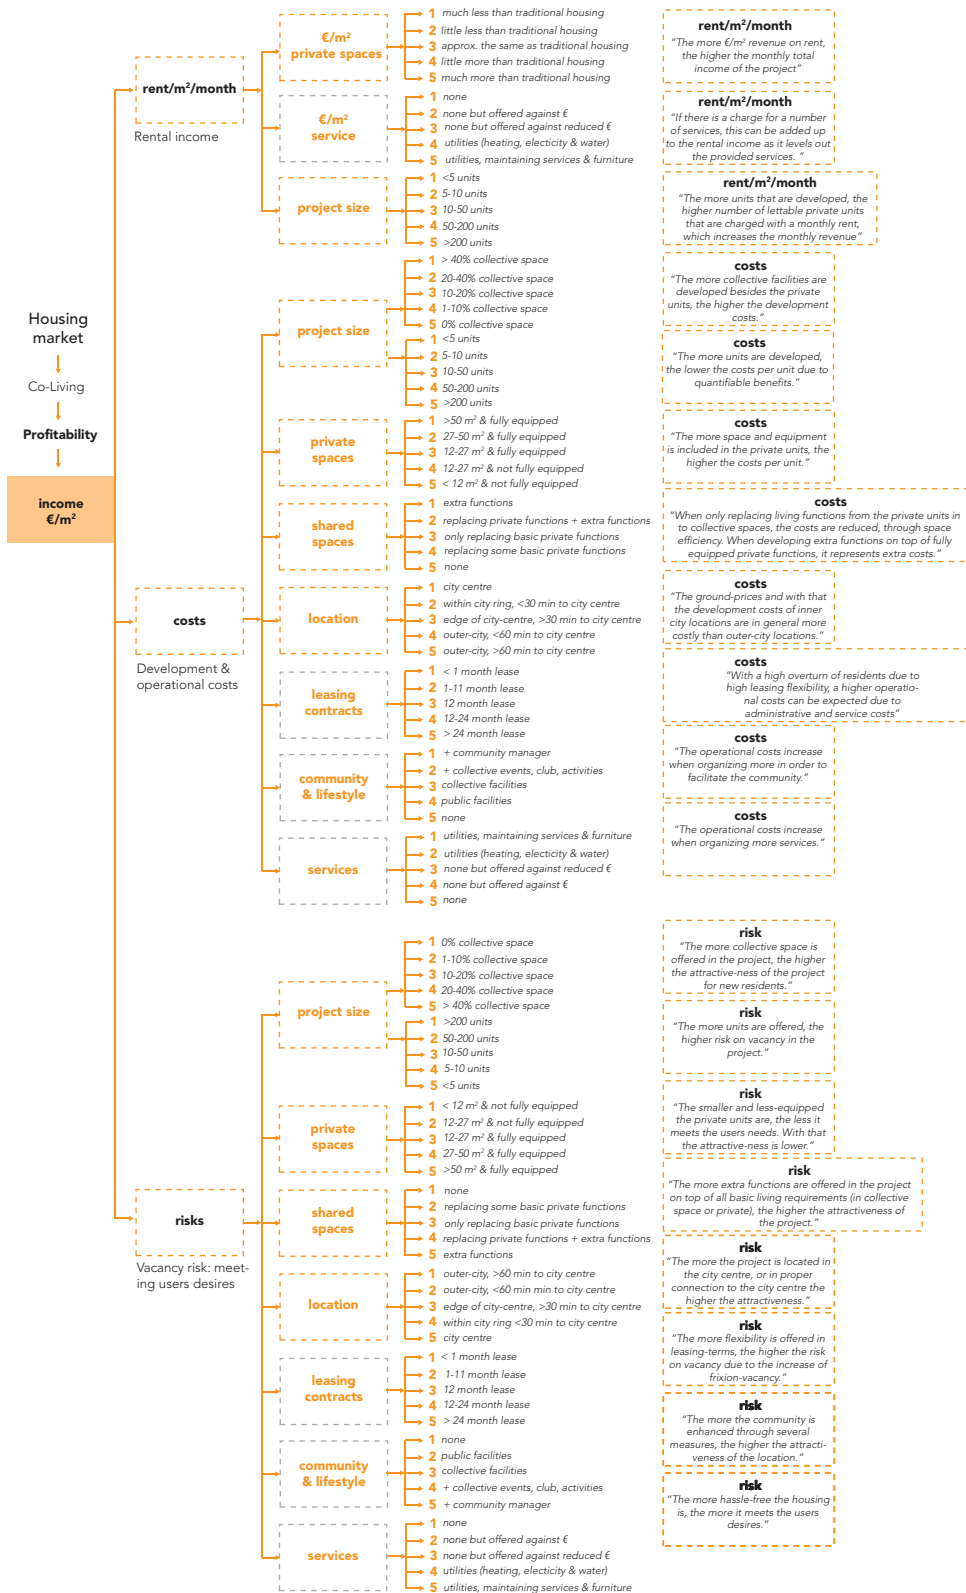 Housing
market
Co-Living
Profitability
income
€/m²
rent/m²/month
Rental income
€/m²
private spaces
1 much less than traditional housing
2 little less than traditional housing
3 approx. the same as traditional housing
4 little more than traditional housing
5 much more than traditional housing
rent/m²/month
“The more €/m² revenue on rent,
the higher the monthly total
income of the project”
€/m²
service
1 none
2 none but offered against €
3 none but offered against reduced €
4 utilities (heating, electicity & water)
5 utilities, maintaining services & furniture
rent/m²/month
“If there is a charge for a number
of services, this can be added up
to the rental income as it levels out
the provided services. “
project size
1 <5 units
2 5-10 units
3 10-50 units
4 50-200 units
5 >200 units
rent/m²/month
“The more units that are developed, the
higher number of lettable private units
that are charged with a monthly rent,
which increases the monthly revenue“
costs
Development &
operational costs
project size
1 > 40% collective space
2 20-40% collective space
3 10-20% collective space
4 1-10% collective space
5 0% collective space
costs
“The more collective facilities are
developed besides the private
units, the higher the development
costs.”
1 <5 units
2 5-10 units
3 10-50 units
4 50-200 units
5 >200 units
costs
“The more units are developed,
the lower the costs per unit due to
quantifiable benefits.”
private
spaces
1 >50 m² & fully equipped
2 27-50 m² & fully equipped
3 12-27 m² & fully equipped
4 12-27 m² & not fully equipped
5 < 12 m² & not fully equipped
costs
“The more space and equipment
is included in the private units, the
higher the costs per unit.”
shared
spaces
1 extra functions
2 replacing private functions + extra functions
3 only replacing basic private functions
4 replacing some basic private functions
5 none
costs
“When only replacing living functions from the private units in
to collective spaces, the costs are reduced, through space
efficiency. When developing extra functions on top of fully
equipped private functions, it represents extra costs.”
location
1 city centre
2 within city ring, <30 min to city centre
3 edge of city-centre, >30 min to city centre
4 outer-city, <60 min to city centre
5 outer-city, >60 min to city centre
costs
“The ground-prices and with that
the development costs of inner
city locations are in general more
costly than outer-city locations.”
leasing
contracts
1 < 1 month lease
2 1-11 month lease
3 12 month lease
4 12-24 month lease
5 > 24 month lease
costs
“With a high overturn of residents due to
high leasing flexibility, a higher operatio-
nal costs can be expected due to
administrative and service costs”
community
& lifestyle
1 + community manager
2 + collective events, club, activities
3 collective facilities
4 public facilities
5 none
costs
“The operational costs increase
when organizing more in order to
facilitate the community.”
services
1 utilities, maintaining services & furniture
2 utilities (heating, electicity & water)
3 none but offered against reduced €
4 none but offered against €
5 none
costs
“The operational costs increase
when organizing more services.”
risks
Vacancy risk: meet-
ing users desires
project size
1 0% collective space
2 1-10% collective space
3 10-20% collective space
4 20-40% collective space
5 > 40% collective space
risk
“The more collective space is
offered in the project, the higher
the attractive-ness of the project
for new residents.”
1 >200 units
2 50-200 units
3 10-50 units
4 5-10 units
5 <5 units
risk
“The more units are offered, the
higher risk on vacancy in the
project.”
private
spaces
1 < 12 m² & not fully equipped
2 12-27 m² & not fully equipped
3 12-27 m² & fully equipped
4 27-50 m² & fully equipped
5 >50 m² & fully equipped
risk
“The smaller and less-equipped
the private units are, the less it
meets the users needs. With that
the attractive-ness is lower.”
shared
spaces
1 none
2 replacing some basic private functions
3 only replacing basic private functions
4 replacing private functions + extra functions
5 extra functions
risk
“The more extra functions are offered in the project
on top of all basic living requirements (in collective
space or private), the higher the attractiveness of
the project.”
location
1 outer-city, >60 min to city centre
2 outer-city, <60 min to city centre
3 edge of city-centre, >30 min to city centre
4 within city ring <30 min to city centre
5 city centre
risk
“The more the project is located in
the city centre, or in proper
connection to the city centre the
higher the attractiveness.”
leasing
contracts
1 < 1 month lease
2 1-11 month lease
3 12 month lease
4 12-24 month lease
5 > 24 month lease
risk
“The more flexibility is offered in
leasing-terms, the higher the risk
on vacancy due to the increase of
frixion-vacancy.”
community
& lifestyle
1 none
2 public facilities
3 collective facilities
4 + collective events, club, activities
5 + community manager
risk
“The more the community is
enhanced through several
measures, the higher the attracti-
veness of the location.”
services
1 none
2 none but offered against €
3 none but offered against reduced €
4 utilities (heating, electicity & water)
5 utilities, maintaining services & furniture
risk
“The more hassle-free the housing
is, the more it meets the users
desires.”